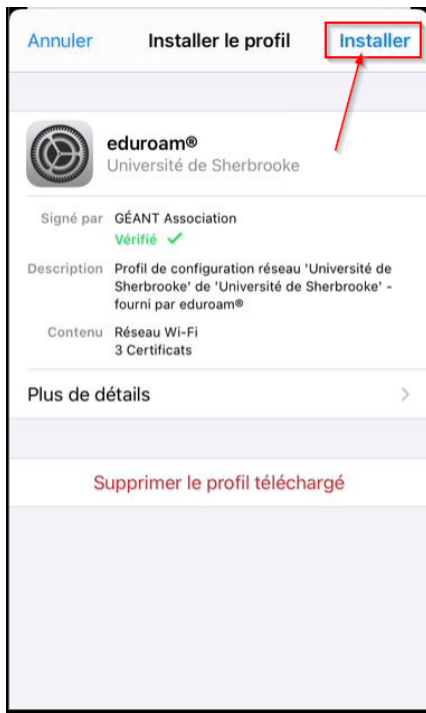 Annuler Installer le profil Installer
eduroam®
Université de Sherbrooke
Signé par GÉANT Association
Vérifié ✓
Description Profil de configuration réseau 'Université de
Sherbrooke' de 'Université de Sherbrooke' -
fourni par eduroam®
Contenu Réseau Wi-Fi
3 Certificats
Plus de détails
Supprimer le profil téléchargé